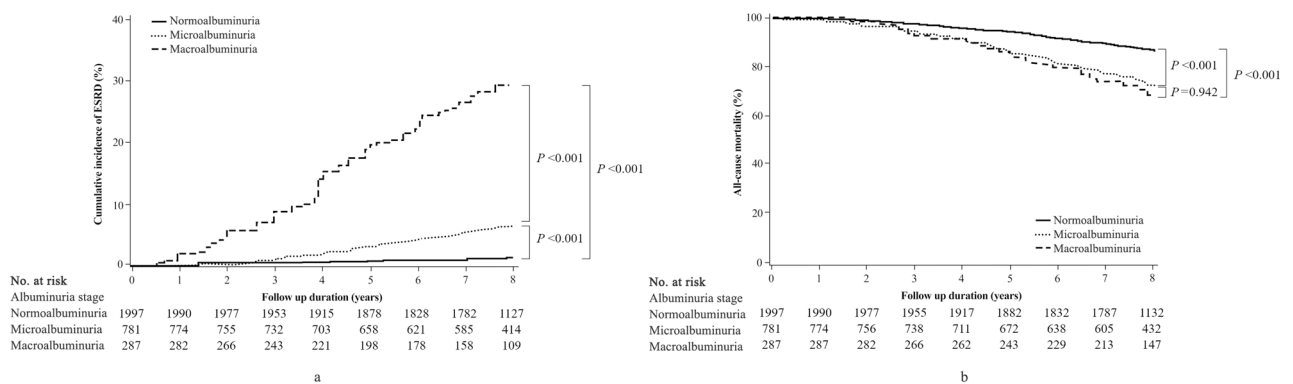 40
30
20
10
0
Cumulative incidence of ESRD (%)
Normoalbuminuria
Microalbuminuria
Macroalbuminuria
P <0.001
P <0.001
P <0.001
0 1 2 3 4 5 6 7 8
Follow up duration (years)
No. at risk
Albuminuria stage
Normoalbuminuria 1997 1990 1977 1953 1915 1878 1828 1782 1127
Microalbuminuria 781 774 755 732 703 658 621 585 414
Macroalbuminuria 287 282 266 243 221 198 178 158 109
a
100
80
60
40
20
0
All-cause mortality (%)
P <0.001
P <0.001
P=0.942
Normoalbuminuria
Microalbuminuria
Macroalbuminuria
0 1 2 3 4 5 6 7 8
Follow up duration (years)
No. at risk
Albuminuria stage
Normoalbuminuria 1997 1990 1977 1955 1917 1882 1832 1787 1132
Microalbuminuria 781 774 756 738 711 672 638 605 432
Macroalbuminuria 287 287 282 266 262 243 229 213 147
b